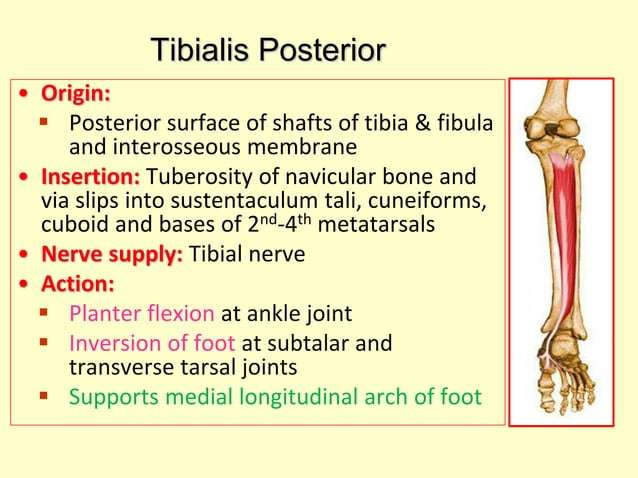 Tibialis Posterior
• Origin:
▪ Posterior surface of shafts of tibia & fibula
and interosseous membrane
• Insertion: Tuberosity of navicular bone and
via slips into sustentaculum tali, cuneiforms,
cuboid and bases of 2nd-4th metatarsals
• Nerve supply: Tibial nerve
• Action:
▪ Planter flexion at ankle joint
▪ Inversion of foot at subtalar and
transverse tarsal joints
▪ Supports medial longitudinal arch of foot